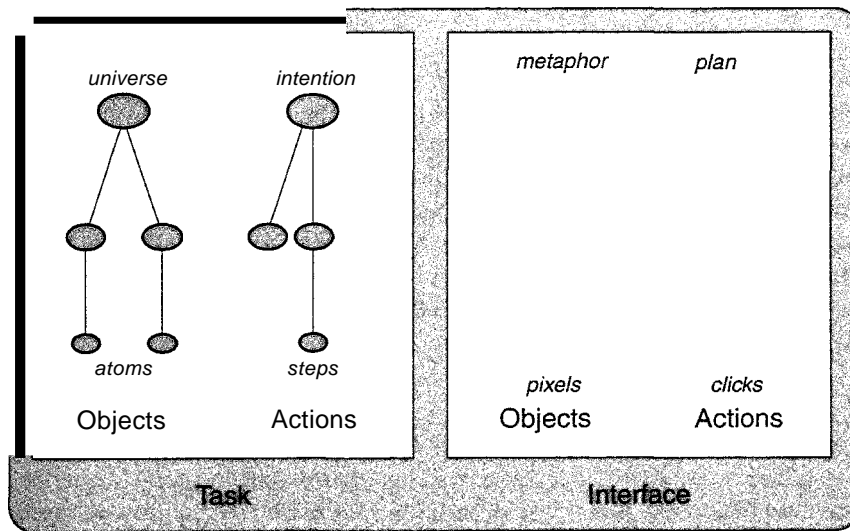 universe
intention
atoms
steps
Objects
Actions
Task
metaphor
plan
pixels
clicks
Objects
Actions
Interface